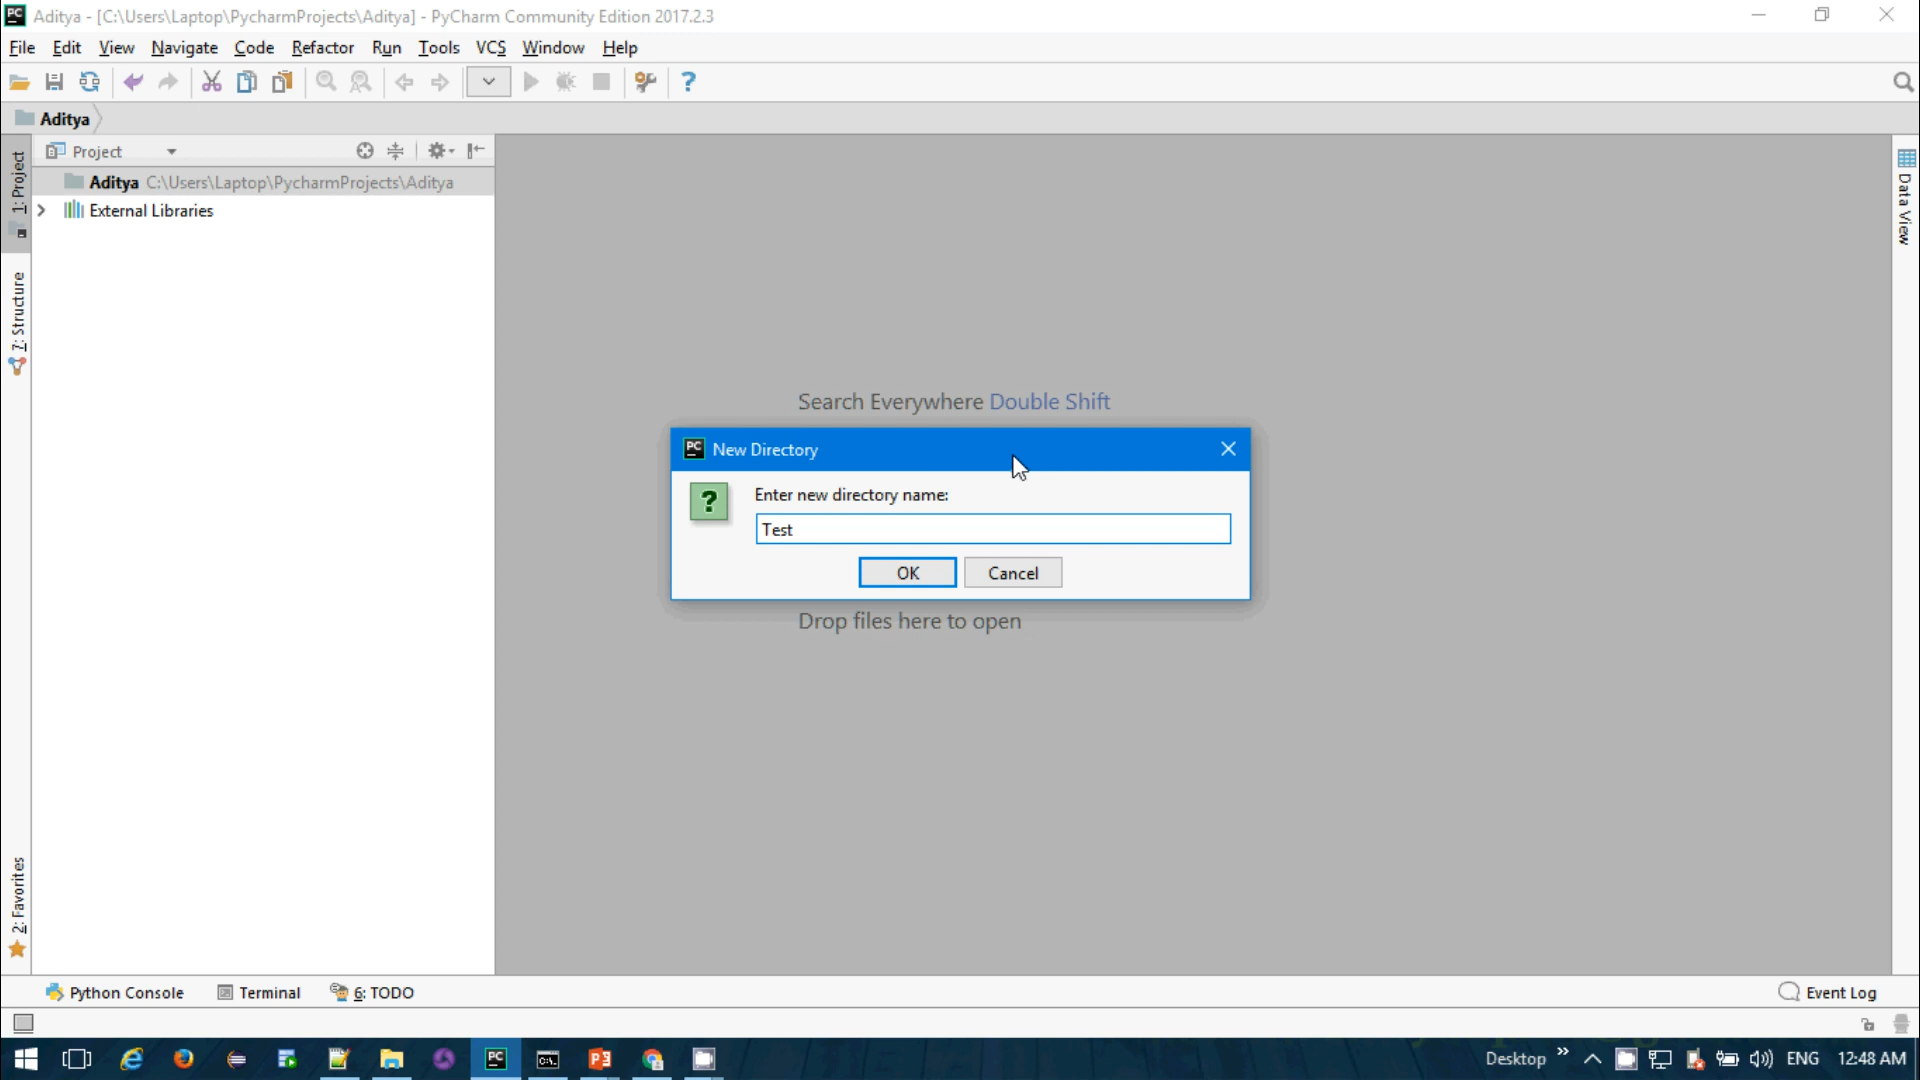 Aditya - [C:\Users\Laptop\PycharmProjects\Aditya] - PyCharm Community Edition 2017.2.3
File Edit View Navigate Code Refactor Run Tools VCS Window Help
Aditya
Project
Aditya C:\Users\Laptop\PycharmProjects\Aditya
External Libraries
1: Project
7: Structure
2: Favorites
Data View
Search Everywhere Double Shift
New Directory
Enter new directory name:
Test
OK Cancel
Drop files here to open
Python Console Terminal 6: TODO Event Log
Desktop ENG 12:48 AM